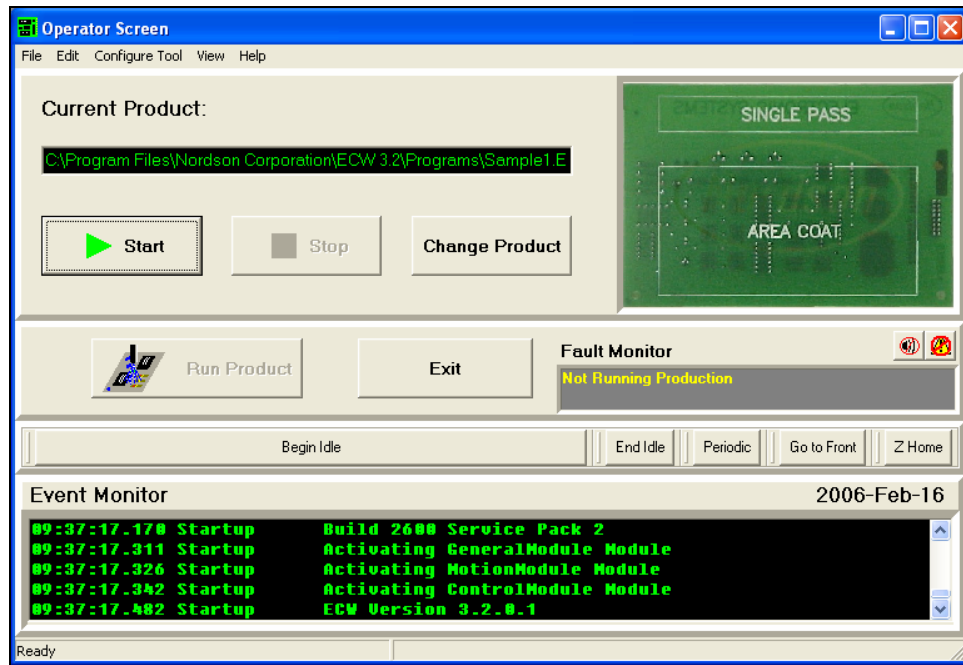 Operator Screen
File Edit Configure Tool View Help
Current Product:
C:\Program Files\Nordson Corporation\ECW 3.2\Programs\Sample1.E
Start
Stop
Change Product
SINGLE PASS
AREA COAT
Run Product
Exit
Fault Monitor
Not Running Production
Begin Idle
End Idle
Periodic
Go to Front
Z Home
Event Monitor
2006-Feb-16
09:37:17.170 Startup Build 2600 Service Pack 2
09:37:17.311 Startup Activating GeneralModule Module
09:37:17.326 Startup Activating MotionModule Module
09:37:17.342 Startup Activating ControlModule Module
09:37:17.482 Startup ECW Version 3.2.0.1
Ready